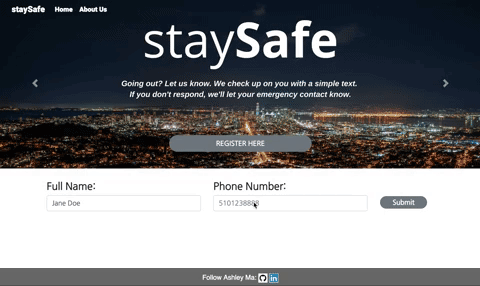 staySafe Home About Us
staySafe
Going out? Let us know. We check up on you with a simple text.
If you don't respond, we'll let your emergency contact know.
REGISTER HERE
Full Name: Phone Number:
Jane Doe 5101238888 Submit
Follow Ashley Ma: in